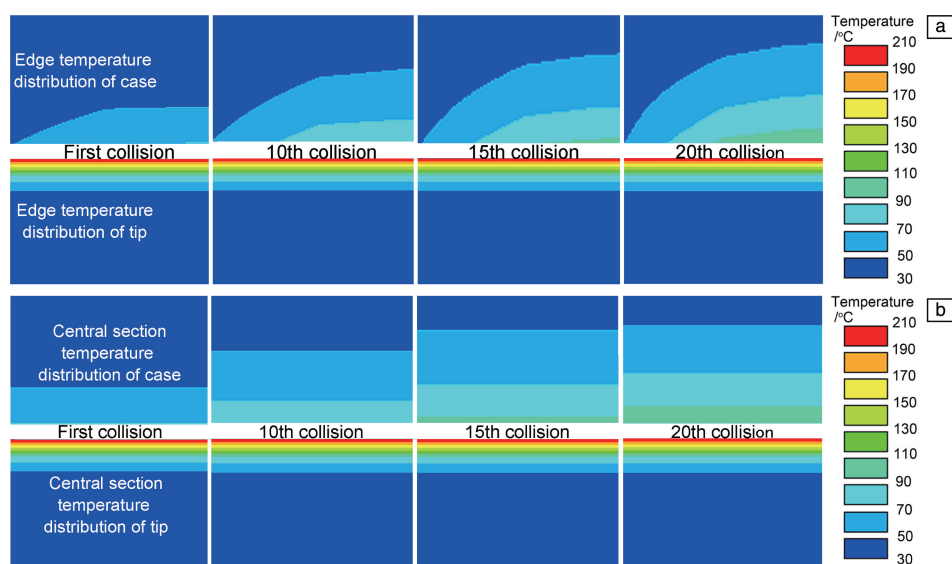 Temperature
/°C
a
210
190
170
150
130
110
90
70
50
30
Edge temperature
distribution of case
First collision
10th collision
15th collision
20th collision
Edge temperature
distribution of tip
Temperature
/°C
b
210
190
170
150
130
110
90
70
50
30
Central section
temperature
distribution of case
First collision
10th collision
15th collision
20th collision
Central section
temperature
distribution of tip